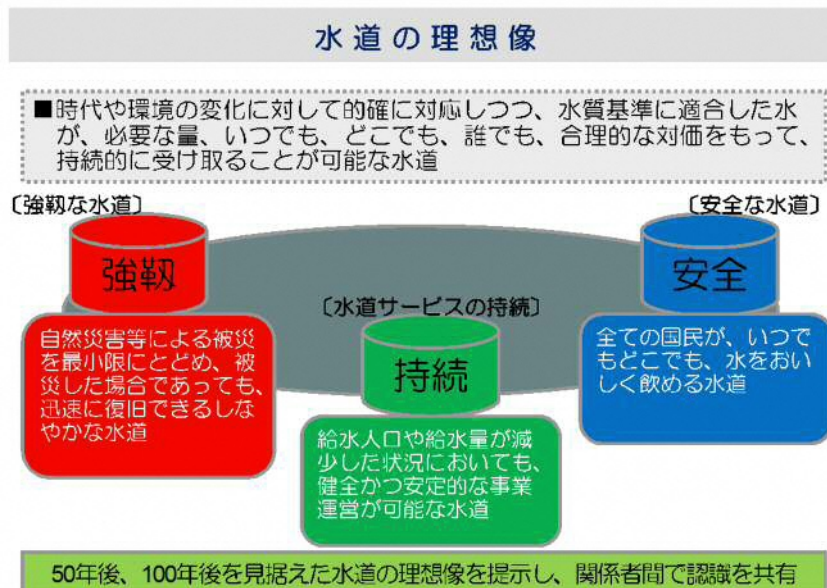 水道の理想像
■時代や環境の変化に対して的確に対応しつつ、水質基準に適合した水
が、必要な量、いつでも、どこでも、誰でも、合理的な対価をもって、
持続的に受け取ることが可能な水道
〔強靱な水道〕
強靱
自然災害等による被災
を最小限にとどめ、被
災した場合であっても、
迅速に復旧できるしな
やかな水道
〔水道サービスの持続〕
持続
給水人口や給水量が減
少した状況においても、
健全かつ安定的な事業
運営が可能な水道
〔安全な水道〕
安全
全ての国民が、いつで
もどこでも、水をおい
しく飲める水道
50年後、100年後を見据えた水道の理想像を提示し、関係者間で認識を共有